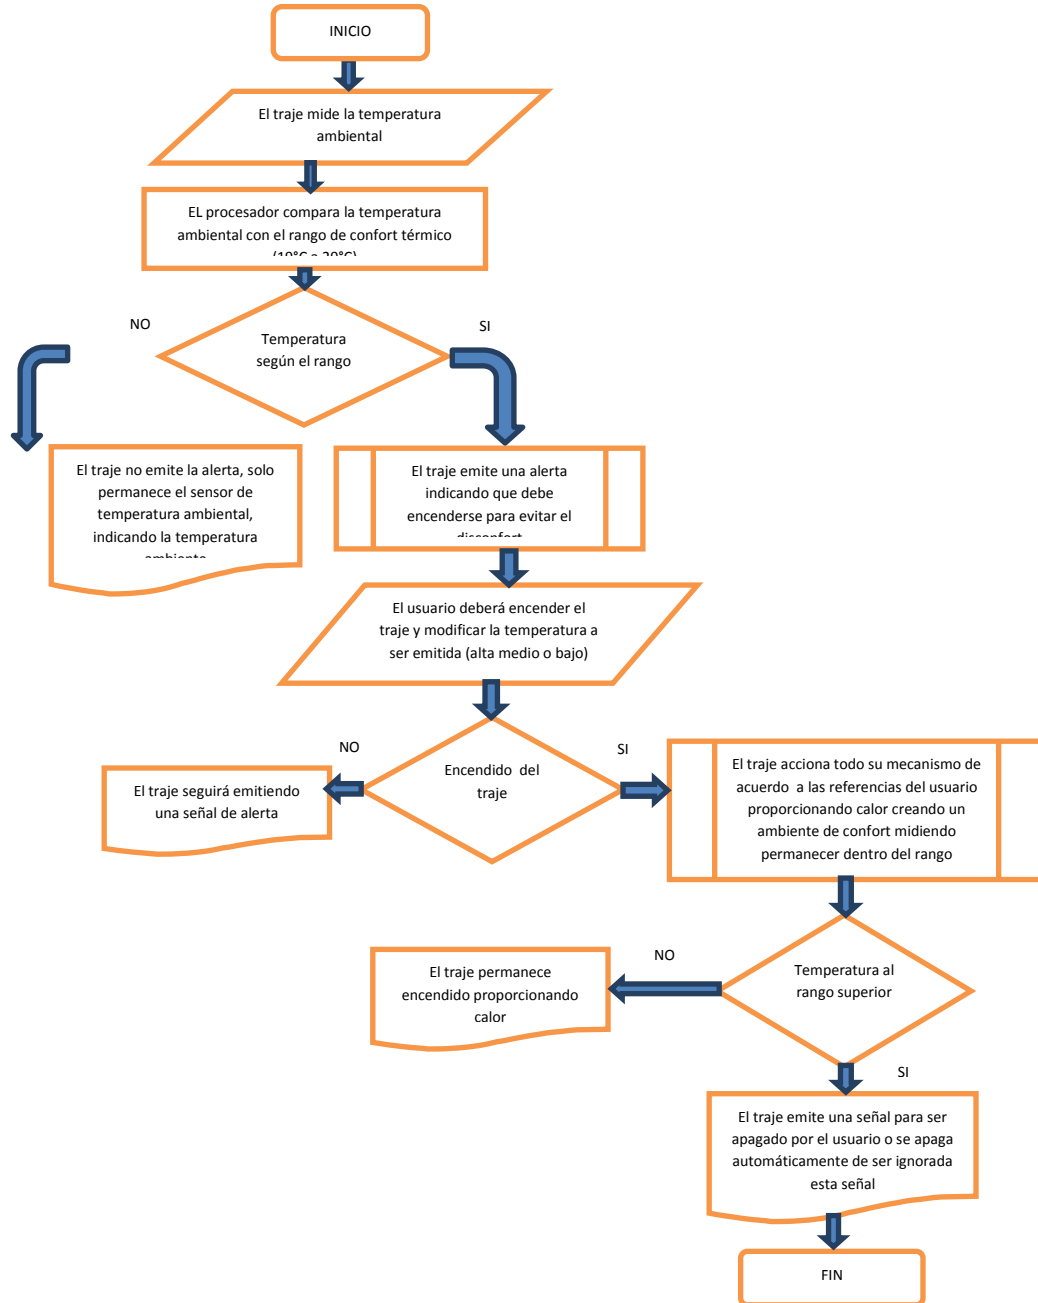 INICIO
El traje mide la temperatura
ambiental
EL procesador compara la temperatura
ambiental con el rango de confort térmico
NO
SI
Temperatura
según el rango
El traje no emite la alerta, solo
permanece el sensor de
temperatura ambiental,
indicando la temperatura
ambiente
El traje emite una alerta
indicando que debe
encenderse para evitar el
disconfort
El usuario deberá encender el
traje y modificar la temperatura a
ser emitida (alta medio o bajo)
NO
SI
Encendido del
traje
El traje seguirá emitiendo
una señal de alerta
El traje acciona todo su mecanismo de
acuerdo a las referencias del usuario
proporcionando calor creando un
ambiente de confort midiendo
permanecer dentro del rango
NO
Temperatura al
rango superior
El traje permanece
encendido proporcionando
calor
SI
El traje emite una señal para ser
apagado por el usuario o se apaga
automáticamente de ser ignorada
esta señal
FIN